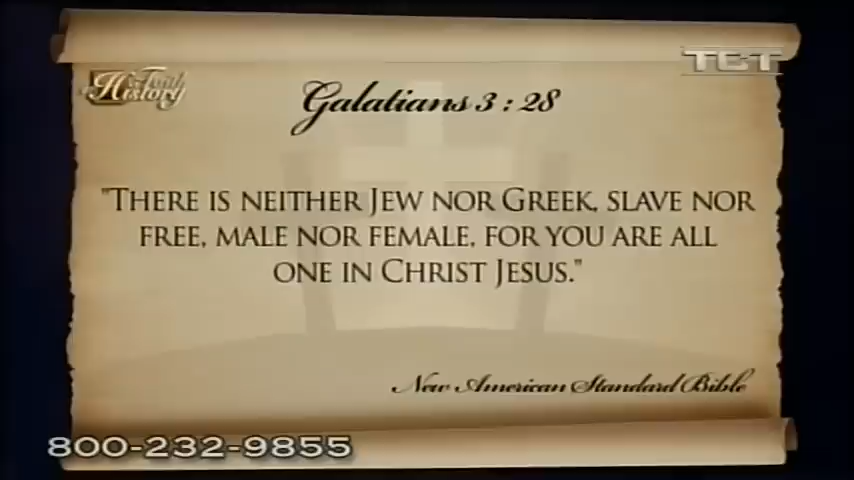 Faith
History
TCT
Galatians 3 : 28
"THERE IS NEITHER JEW NOR GREEK, SLAVE NOR
FREE, MALE NOR FEMALE, FOR YOU ARE ALL
ONE IN CHRIST JESUS."
New American Standard Bible
800-232-9855